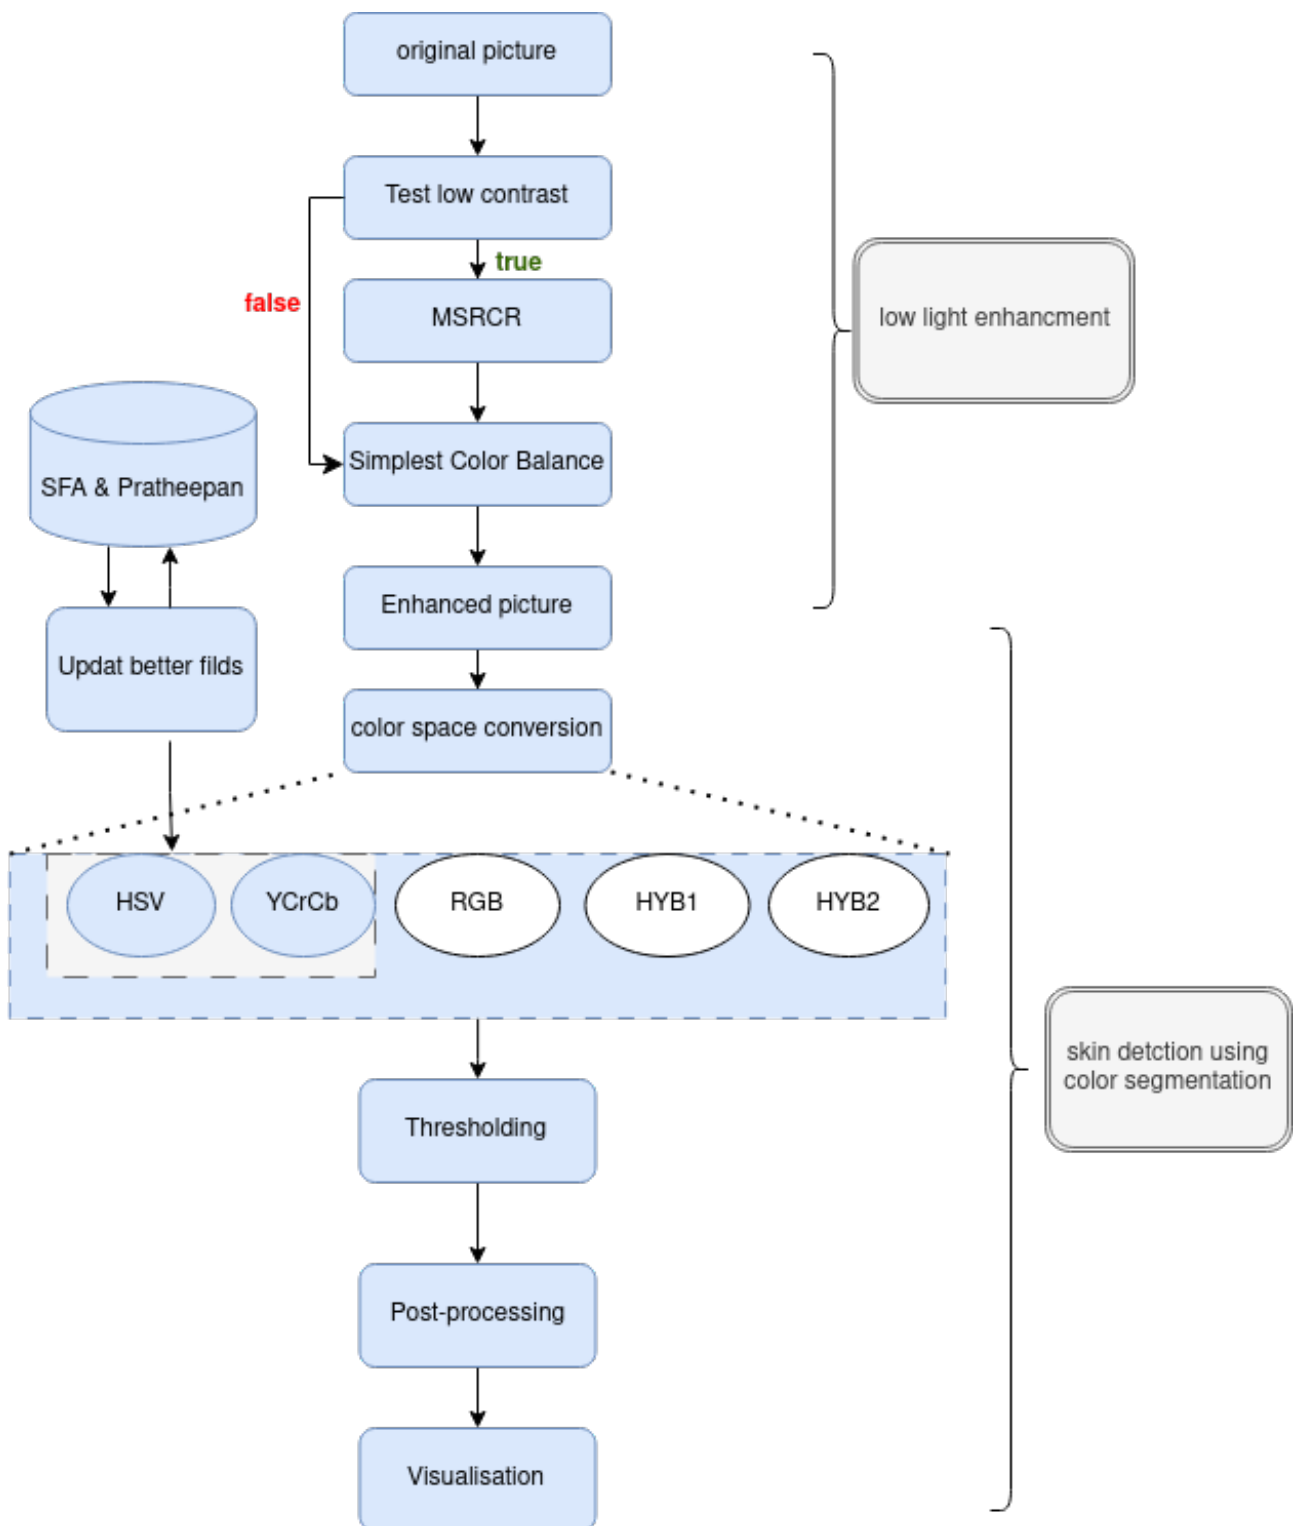 original picture
Test low contrast
true
false
MSRCR
low light enhancment
Simplest Color Balance
SFA & Pratheepan
Enhanced picture
Updat better filds
color space conversion
HSV
YCrCb
RGB
HYB1
HYB2
skin detction using
color segmentation
Thresholding
Post-processing
Visualisation